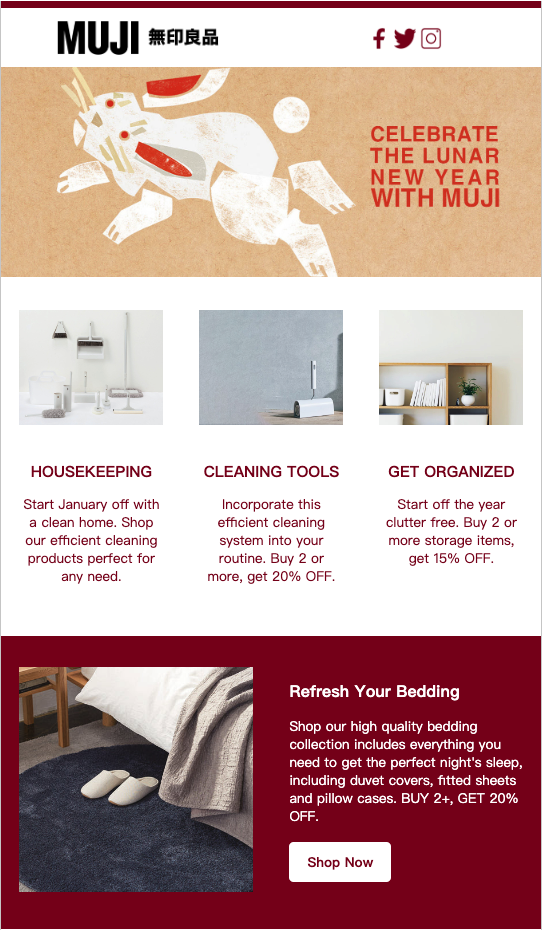 MUJI 無印良品
CELEBRATE
THE LUNAR
NEW YEAR
WITH MUJI
HOUSEKEEPING
Start January off with
a clean home. Shop
our efficient cleaning
products perfect for
any need.
CLEANING TOOLS
Incorporate this
efficient cleaning
system into your
routine. Buy 2 or
more, get 20% OFF.
GET ORGANIZED
Start off the year
clutter free. Buy 2 or
more storage items,
get 15% OFF.
Refresh Your Bedding
Shop our high quality bedding
collection includes everything you
need to get the perfect night's sleep,
including duvet covers, fitted sheets
and pillow cases. BUY 2+, GET 20%
OFF.
Shop Now